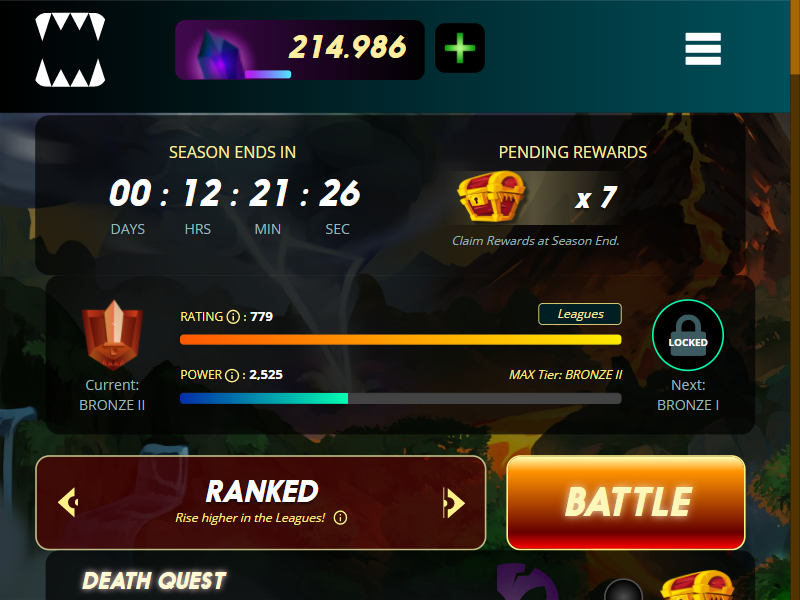 214.986
SEASON ENDS IN
00 : 12 : 21 : 26
DAYS HRS MIN SEC
PENDING REWARDS
x 7
Claim Rewards at Season End.
RATING : 779
Leagues
POWER : 2,525
MAX Tier: BRONZE II
Current:
BRONZE II
LOCKED
Next:
BRONZE I
RANKED
Rise higher in the Leagues!
BATTLE
DEATH QUEST